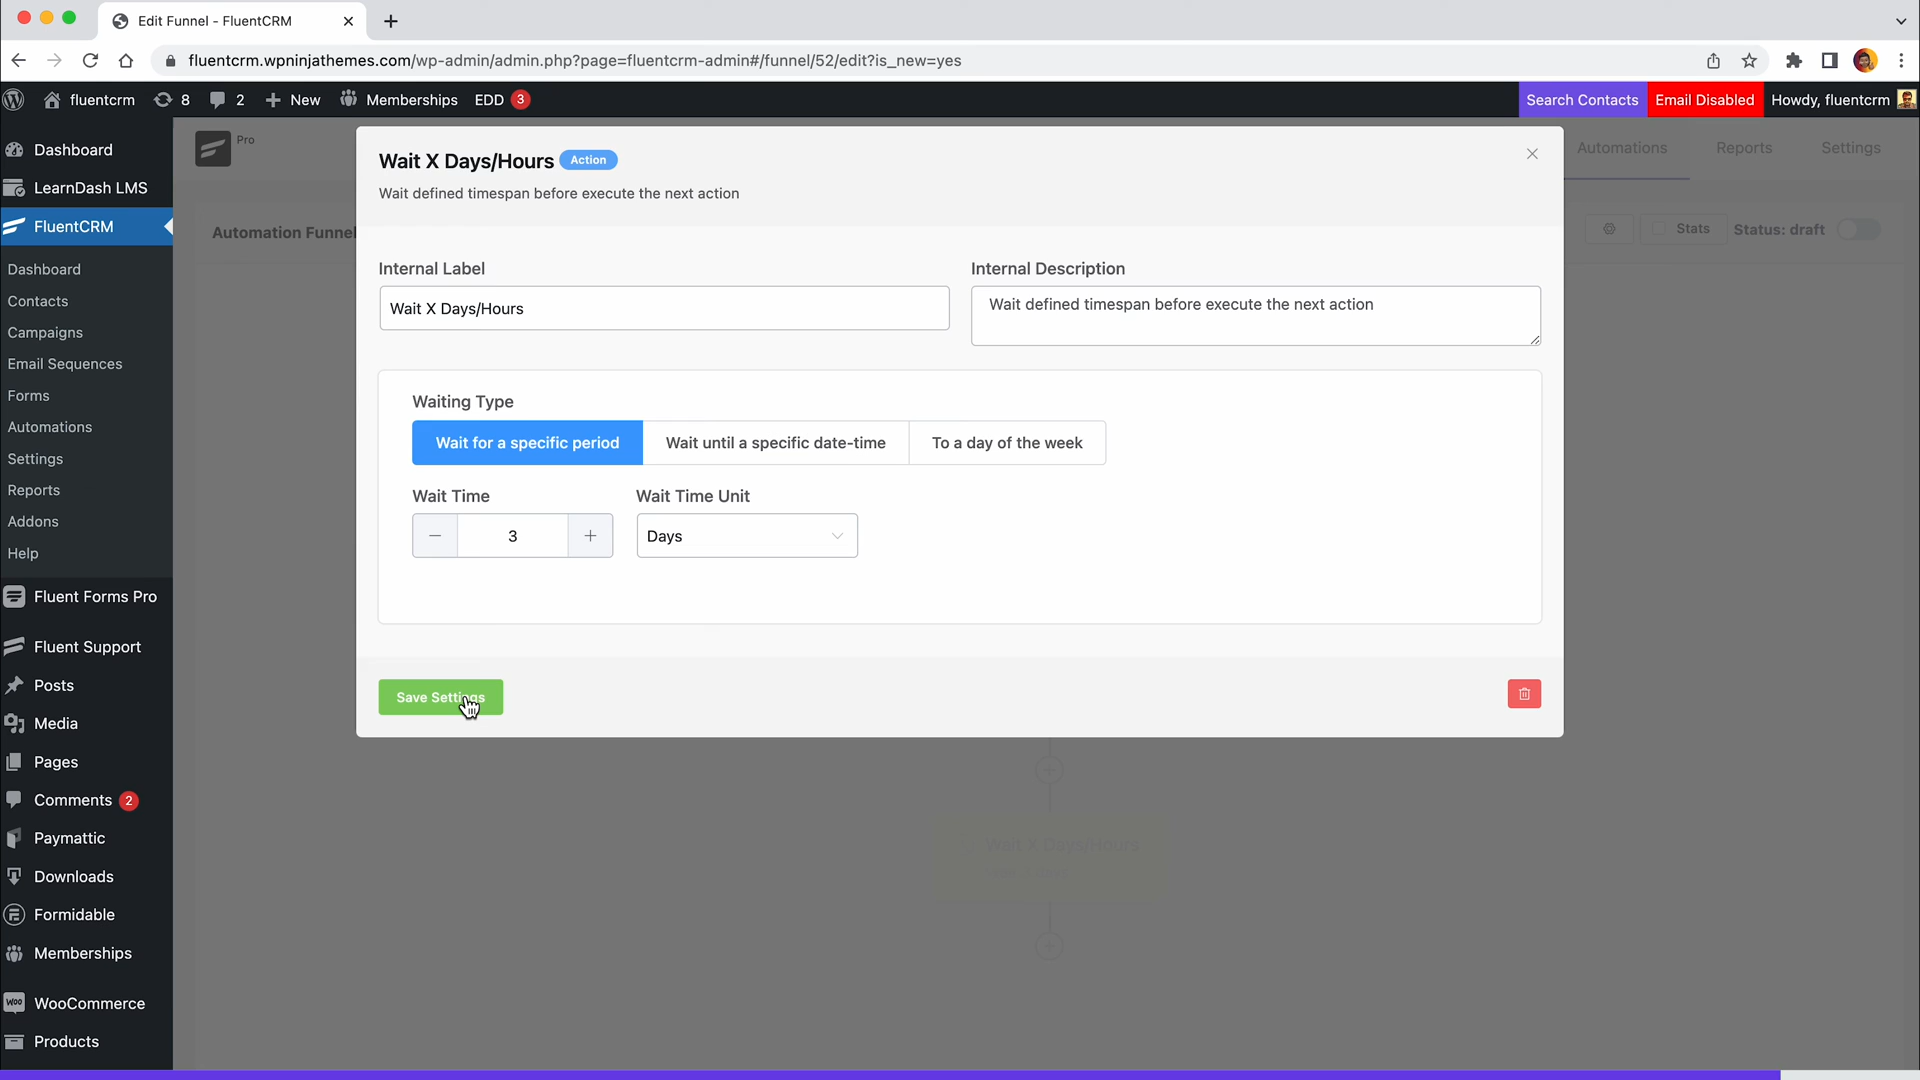 Edit Funnel - FluentCRM
fluentcrm.wpninjathemes.com/wp-admin/admin.php?page=fluentcrm-admin#/funnel/52/edit?is_new=yes
fluentcrm 8 2 New Memberships EDD 3 Search Contacts Email Disabled Howdy, fluentcrm
Dashboard
LearnDash LMS
FluentCRM
Dashboard
Contacts
Campaigns
Email Sequences
Forms
Automations
Settings
Reports
Addons
Help
Fluent Forms Pro
Fluent Support
Posts
Media
Pages
Comments 2
Paymattic
Downloads
Formidable
Memberships
WooCommerce
Products
Pro
Automations Reports Settings
Automation Funnel
Stats Status: draft
Wait X Days/Hours Action
Wait defined timespan before execute the next action
Internal Label
Wait X Days/Hours
Internal Description
Wait defined timespan before execute the next action
Waiting Type
Wait for a specific period Wait until a specific date-time To a day of the week
Wait Time Wait Time Unit
3 Days
Save Settings
Wait X Days/Hours